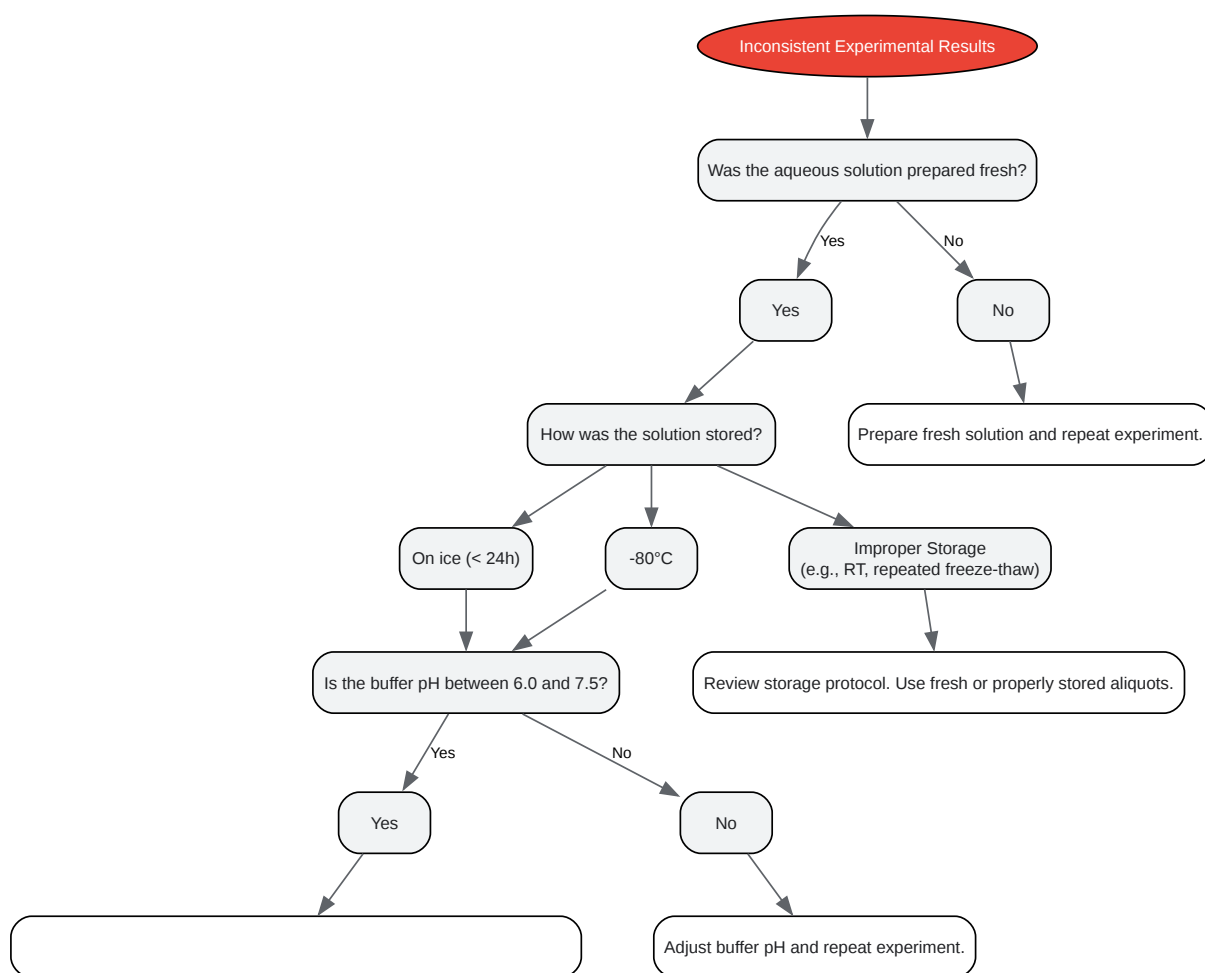 Inconsistent Experimental Results
Was the aqueous solution prepared fresh?
Yes
No
Yes
No
How was the solution stored?
Prepare fresh solution and repeat experiment.
On ice (< 24h)
-80°C
Improper Storage
(e.g., RT, repeated freeze-thaw)
Is the buffer pH between 6.0 and 7.5?
Review storage protocol. Use fresh or properly stored aliquots.
Yes
No
Yes
No
Adjust buffer pH and repeat experiment.